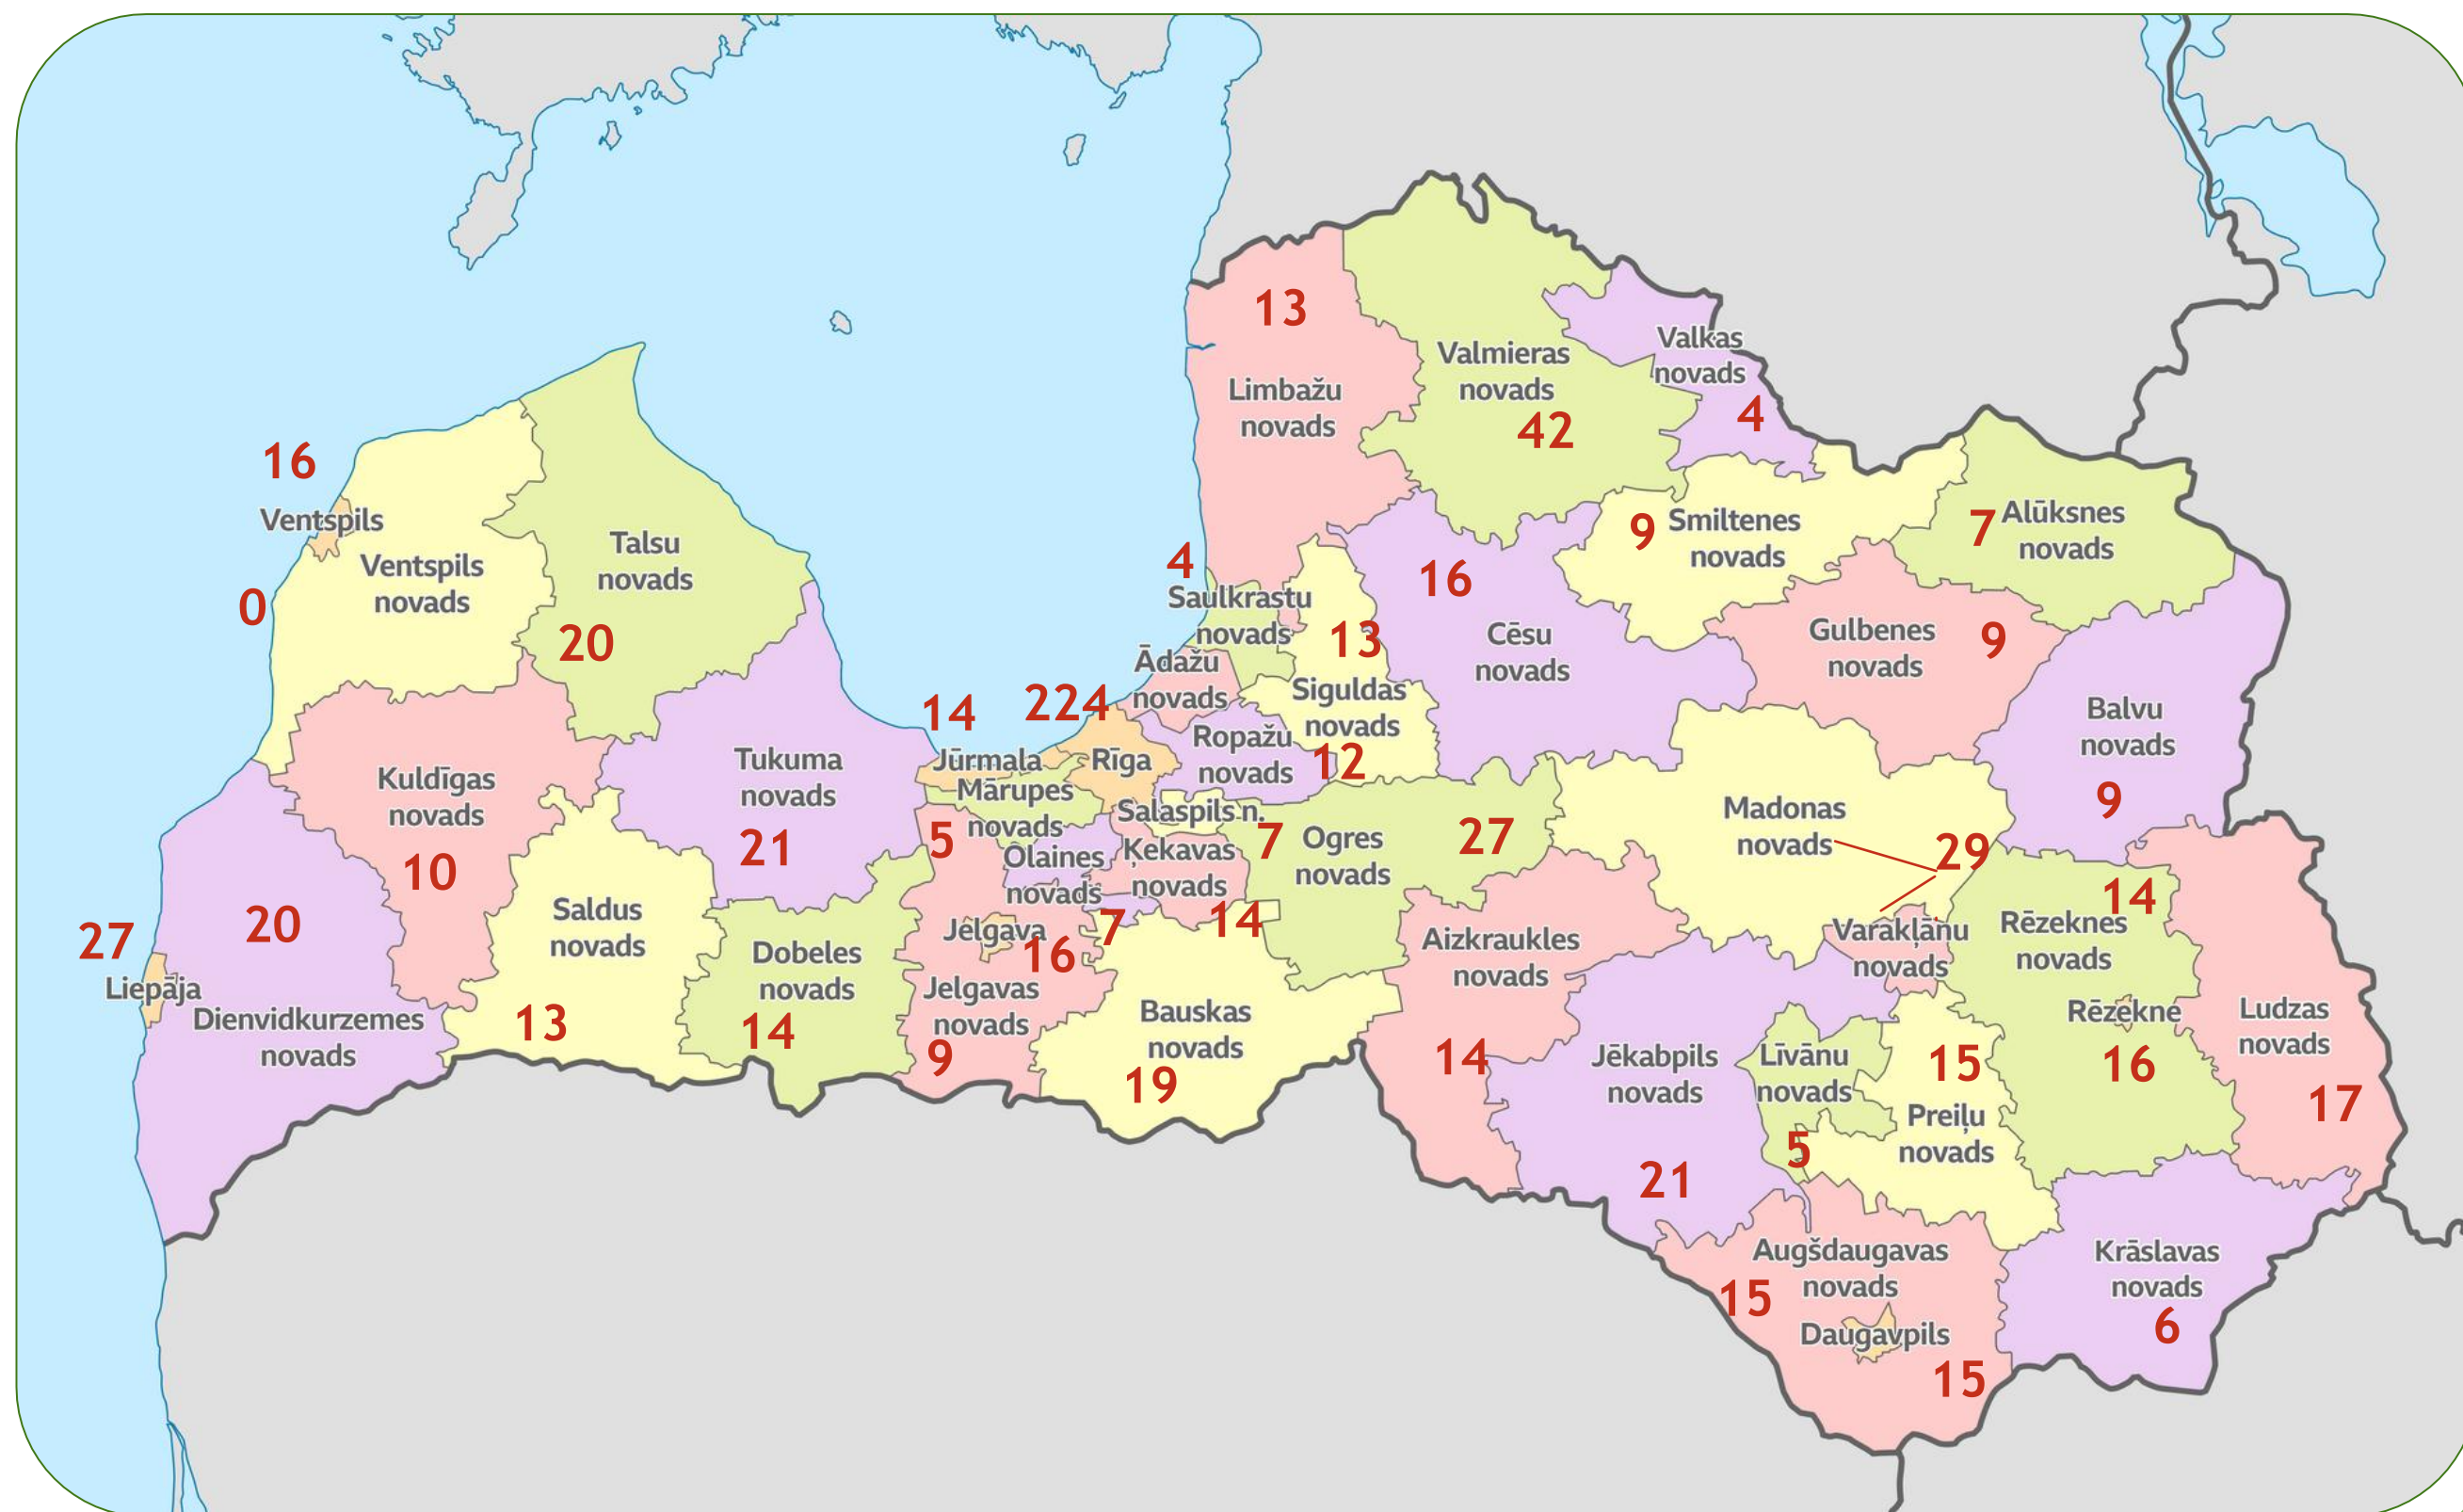 13
Limbažu
novads
Valmieras
novads
42
Valkas
novads
4
16
Ventspils
Ventspils
novads
0
Talsu
novads
20
4
Saulkrastu
novads
Ādažu
novads
13
Siguldas
novads
16
Cēsu
novads
9
Smiltenes
novads
7
Alūksnes
novads
Gulbenes
novads
9
Balvu
novads
9
Kuldīgas
novads
10
Tukuma
novads
21
14
Jūrmala
224
Rīga
Ropažu
novads
12
Mārupes
novads
5
Salaspils n.
7
Olaines
novads
7
Ķekavas
novads
14
Ogres
novads
27
Madonas
novads
29
Varakļānu
novads
14
Rēzeknes
novads
Rēzekne
16
Ludzas
novads
17
27
Liepāja
20
Dienvidkurzemes
novads
Saldus
novads
13
Dobeles
novads
14
Jelgava
16
Jelgavas
novads
9
Bauskas
novads
19
Aizkraukles
novads
14
Jēkabpils
novads
21
Līvānu
novads
5
15
Preiļu
novads
Augšdaugavas
novads
15
Daugavpils
15
Krāslavas
novads
6